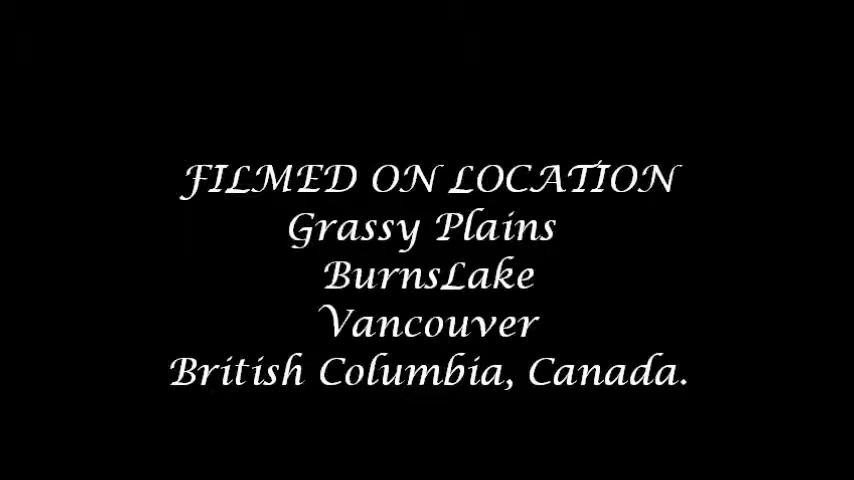 FILMED ON LOCATION
Grassy Plains
BurnsLake
Vancouver
British Columbia, Canada.